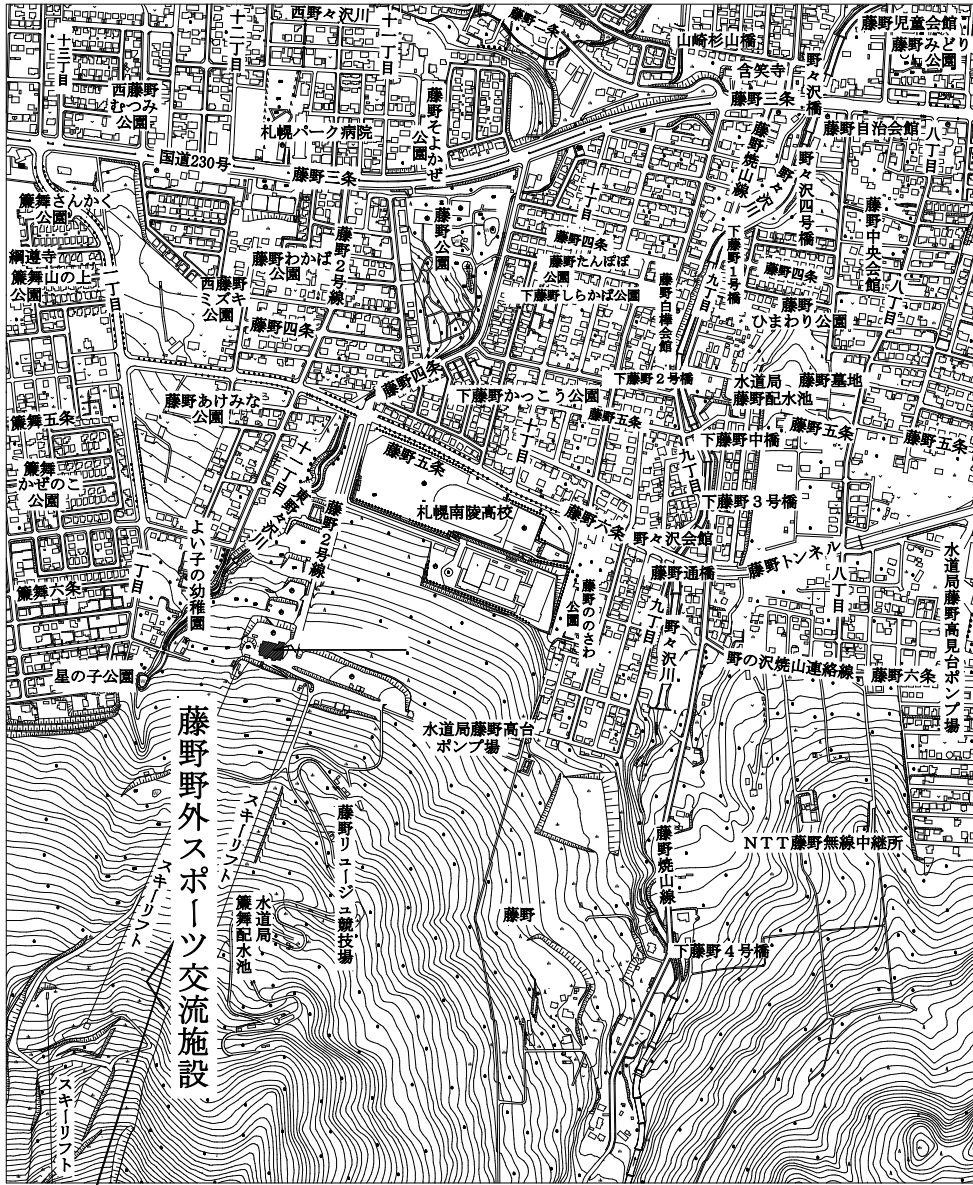 十三丁目
十二丁目
西野々沢川
十一丁目
藤野二条
山崎杉山橋
藤野児童会館
藤野みどり
公園
西藤野
むつみ
公園
札幌パーク病院
藤野そよかぜ
公園
含笑寺
藤野三条
野々沢橋
藤野自治会館
八丁目
国道230号
藤野三条
藤野焼山線
野々沢川
野々沢四号橋
簾舞さんかく
公園
藤野わかば
公園
藤野2号線
藤野公園
十丁目
藤野四条
藤野たんぽぽ
公園
下藤野しらかば公園
藤野白樺会館
下藤野1号橋
九丁目
藤野四条
藤野中央会館
八丁目
簾舞山の上
公園
一丁目
西藤野キ
ミズ
公園
藤野四条
藤野
ひまわり公園
藤野四条
下藤野2号橋
水道局
藤野配水池
藤野墓地
藤野あけみな
公園
下藤野かっこう公園
藤野五条
簾舞五条
十丁目
下藤野中橋
藤野五条
藤野五条
簾舞
かぜのこ
公園
十一丁目
東野々沢川
藤野五条
九丁目
藤野2号線
札幌南陵高校
藤野六条
下藤野3号橋
よい子の幼稚園
野々沢会館
一丁目
簾舞六条
藤野ののさわ
公園
藤野通橋
藤野トンネル
八丁目
水道局藤野高見台ポンプ場
九丁目
野々沢川
星の子公園
野の沢焼山連絡線
藤野六条
水道局藤野高台
ポンプ場
藤野野外スポーツ交流施設
スキーリフト
スキーリフト
藤野リュージュ競技場
水道局
簾舞配水池
藤野焼山線
NTT藤野無線中継所
藤野
下藤野4号橋
スキーリフト